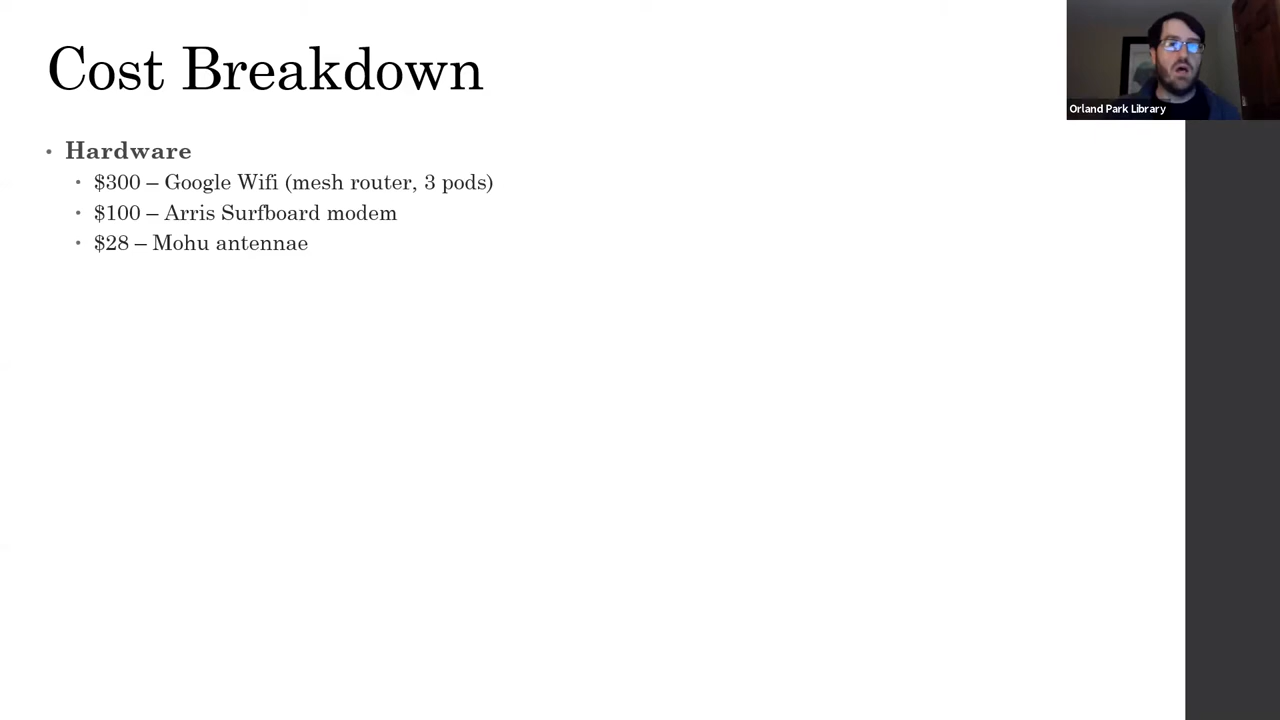 Cost Breakdown
Orland Park Library
• Hardware
• $300 – Google Wifi (mesh router, 3 pods)
• $100 – Arris Surfboard modem
• $28 – Mohu antennae